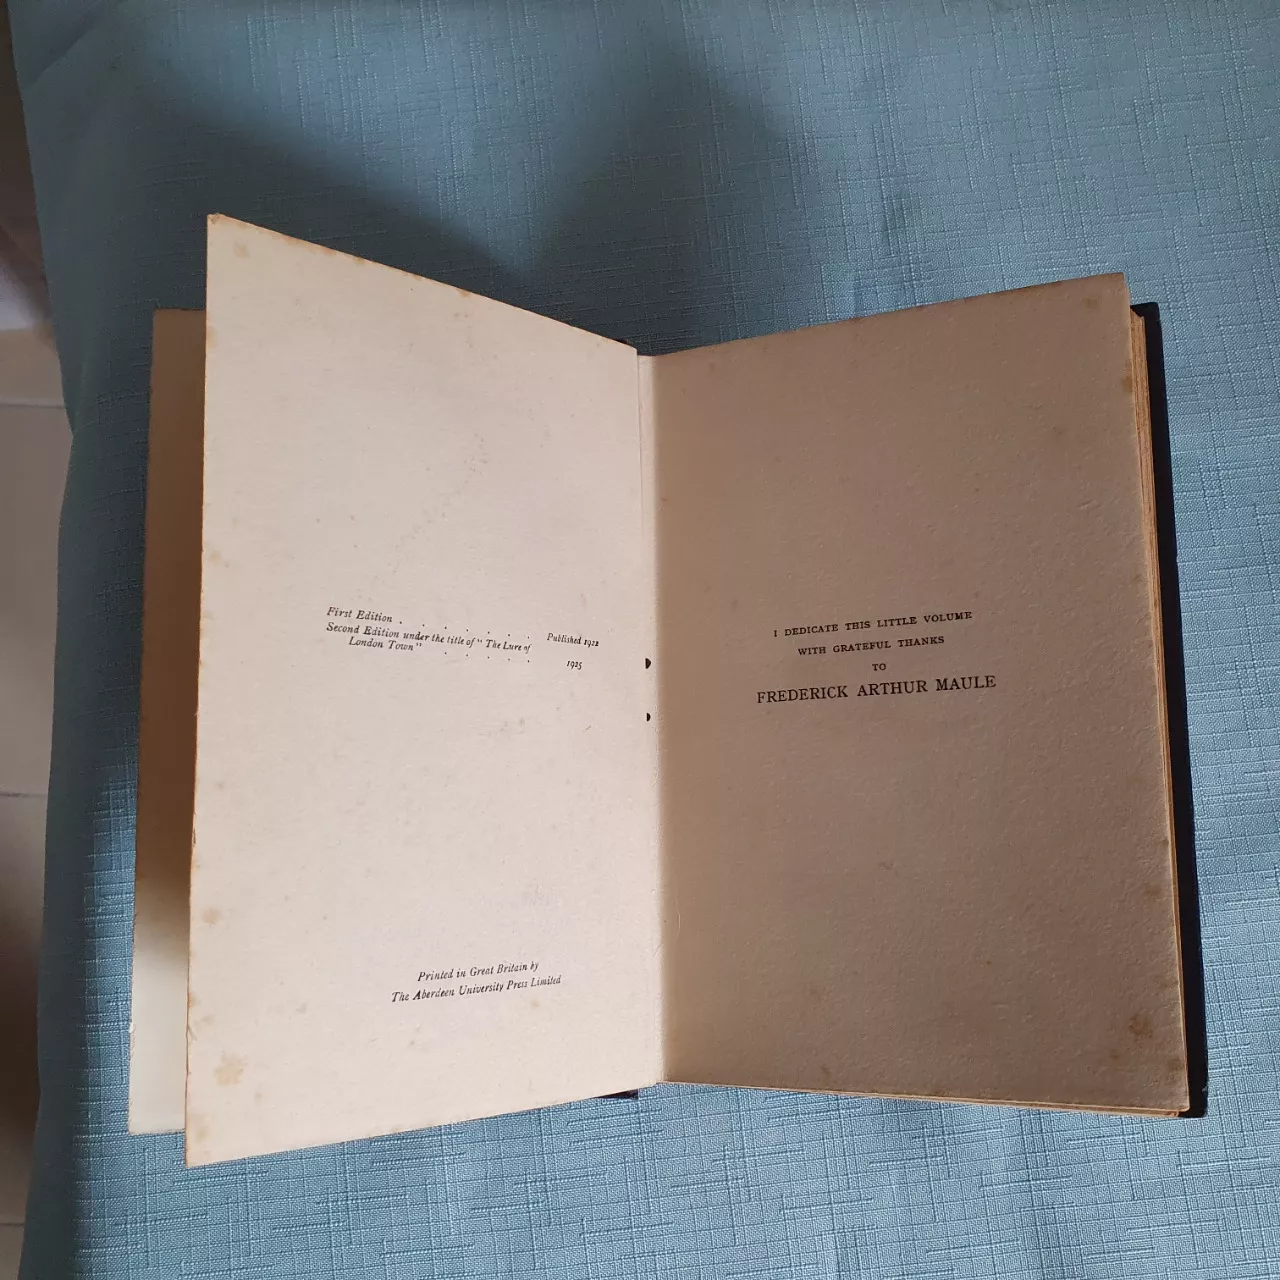 First Edition . . . . . . . Published 1922
Second Edition under the title of "The Lure of
London Town" . . . . . 1925
Printed in Great Britain by
The Aberdeen University Press Limited
I DEDICATE THIS LITTLE VOLUME
WITH GRATEFUL THANKS
TO
FREDERICK ARTHUR MAULE